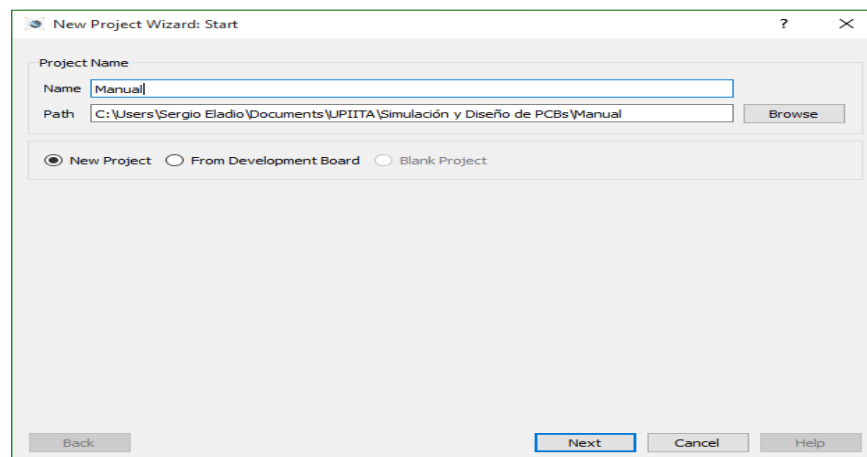 New Project Wizard: Start
?
Project Name
Name Manual
Path C:\Users\Sergio Eladio\Documents\UPIITA\Simulación y Diseño de PCBs\Manual Browse
New Project From Development Board Blank Project
Back Next Cancel Help